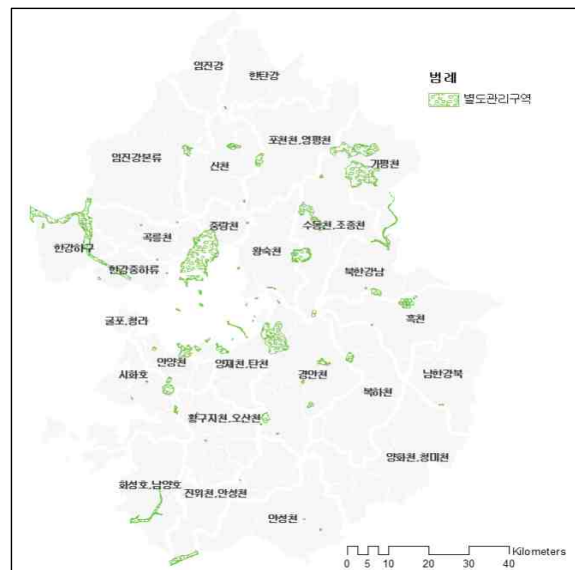 임진강
한탄강
범례
별도관리구역
포천천,영평천
임진강본류
신천
가평천
중랑천
수동천,조종천
곡릉천
왕숙천
한강하구
한강중하류
북한강남
굴포,청라
흑천
안양천
양재천,탄천
시화호
경안천
남한강북
복하천
황구지천,오산천
양화천,청미천
화성호,남양호
진위천,안성천
안성천
Kilometers
0 5 10 20 30 40